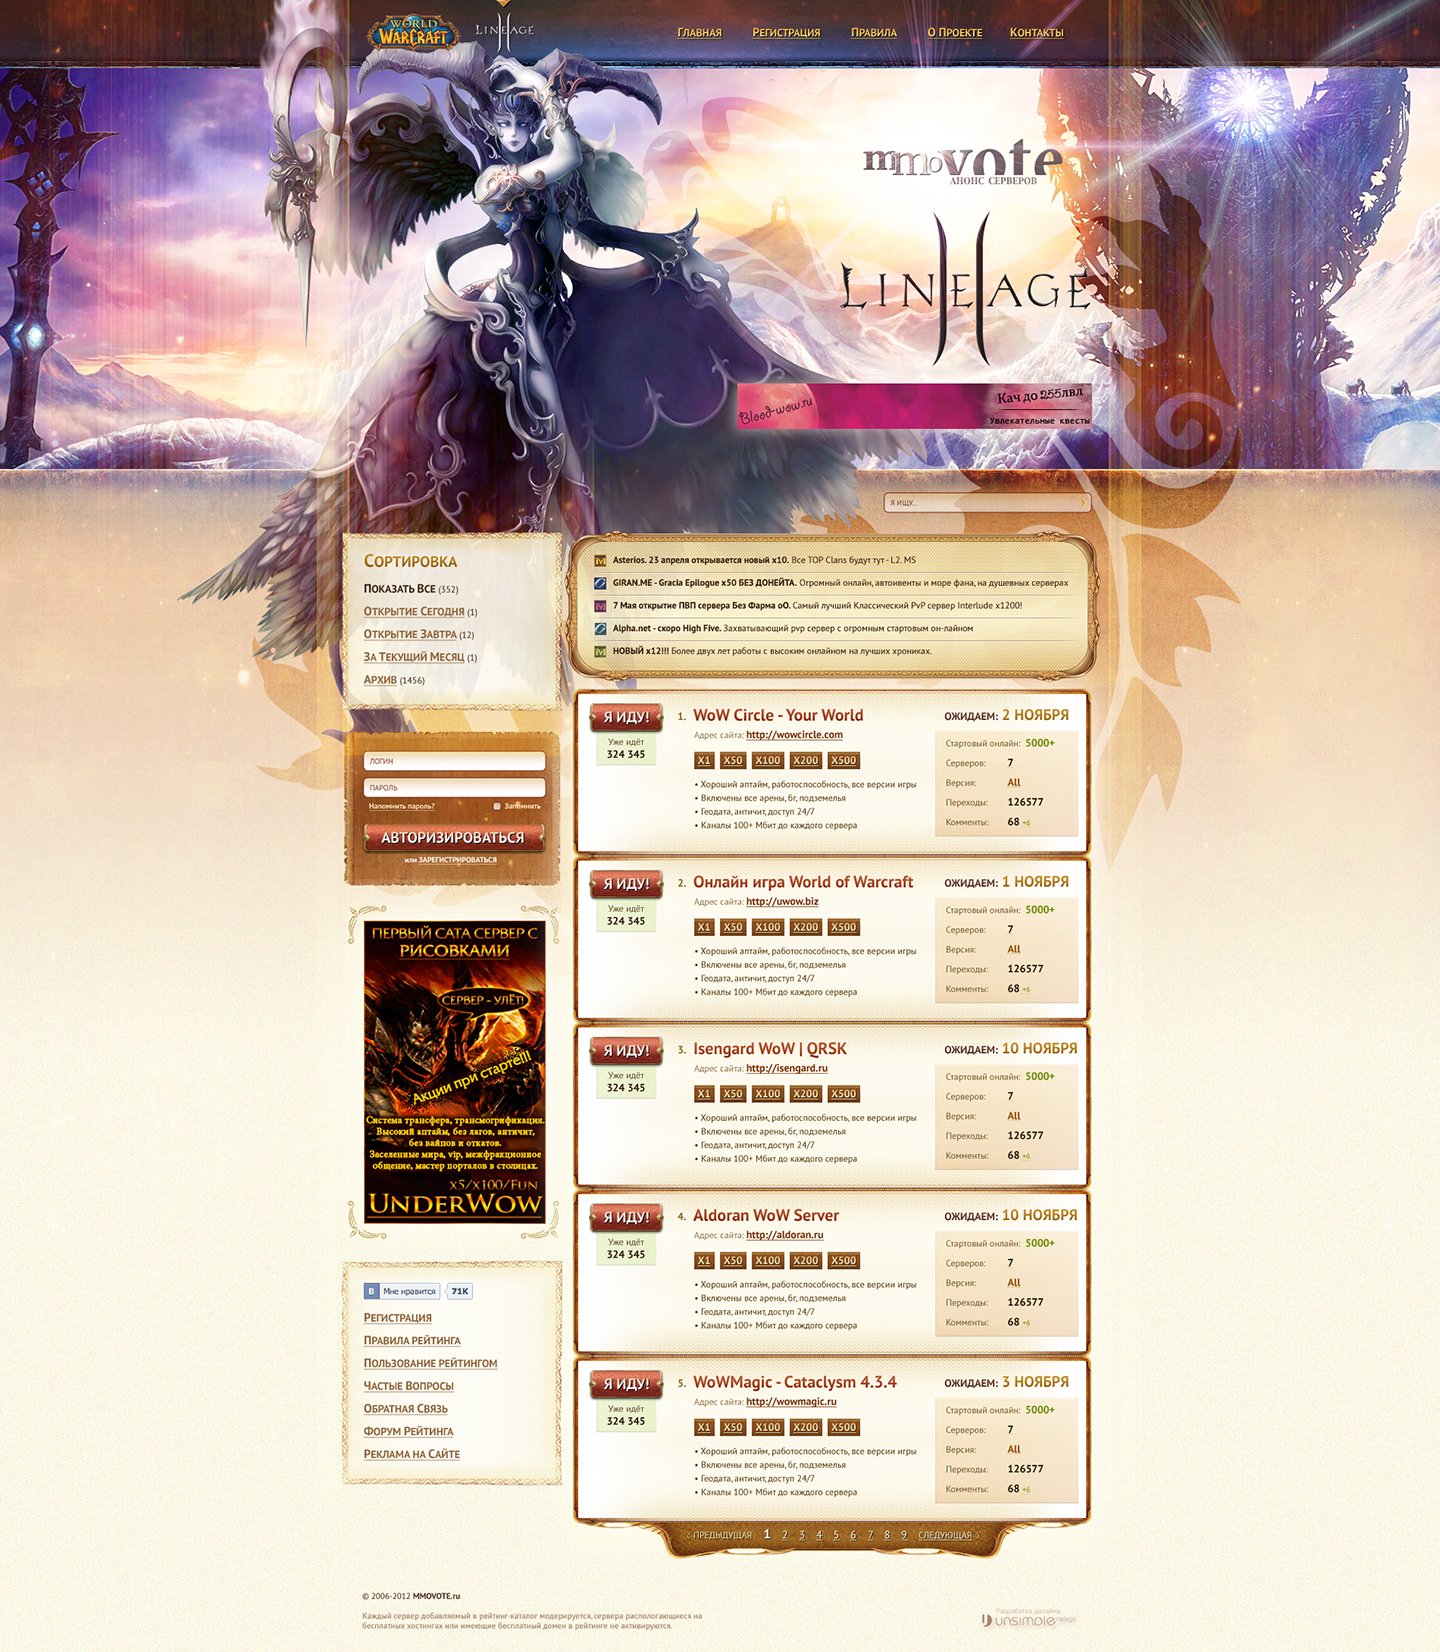 WORLD OF WARCRAFT
LINEAGE II
Главная Регистрация Правила О Проекте Контакты
mmovote
АНОНС СЕРВЕРОВ
LINEAGE II
Blood-wow.ru
Кач до 255лвл
Увлекательные квесты
Я ИЩУ...
Сортировка
Показать Все (352)
Открытие Сегодня (1)
Открытие Завтра (12)
За Текущий Месяц (1)
Архив (1456)
Asterios. 23 апреля открывается новый x10. Все TOP Clans будут тут - L2. MS
GIRAN.ME - Gracia Epilogue x50 БЕЗ ДОНЕЙТА. Огромный онлайн, автоивенты и море фана, на душевных серверах
7 Мая открытие ПВП сервера Без Фарма оО. Самый лучший Классический PvP сервер Interlude x1200!
Alpha.net - скоро High Five. Захватывающий pvp сервер с огромным стартовым он-лайном
НОВЫЙ x12!!! Более двух лет работы с высоким онлайном на лучших хрониках.
ЛОГИН
ПАРОЛЬ
Напомнить пароль? Запомнить
АВТОРИЗИРОВАТЬСЯ
или ЗАРЕГИСТРИРОВАТЬСЯ
ПЕРВЫЙ САТА СЕРВЕР С
РИСОВКАМИ
СЕРВЕР - УЛЁТ!
Акции при старте!!!
Система трансфера, трансмогрификация.
Высокий аптайм, без лагов, античит,
без вайпов и откатов.
Заселенные мира, vip, межфракционное
общение, мастер порталов в столицах.
x5/x100/Fun
UnderWow
В Мне нравится 71K
Регистрация
Правила рейтинга
Пользование рейтингом
Частые Вопросы
Обратная Связь
Форум Рейтинга
Реклама на Сайте
Я ИДУ!
Уже идёт
324 345
1. WoW Circle - Your World
Адрес сайта: http://wowcircle.com
X1 X50 X100 X200 X500
• Хороший аптайм, работоспособность, все версии игры
• Включены все арены, бг, подземелья
• Геодата, античит, доступ 24/7
• Каналы 100+ Мбит до каждого сервера
ОЖИДАЕМ: 2 НОЯБРЯ
Стартовый онлайн: 5000+
Серверов: 7
Версия: All
Переходы: 126577
Комменты: 68 +6
Я ИДУ!
Уже идёт
324 345
2. Онлайн игра World of Warcraft
Адрес сайта: http://uwow.biz
X1 X50 X100 X200 X500
• Хороший аптайм, работоспособность, все версии игры
• Включены все арены, бг, подземелья
• Геодата, античит, доступ 24/7
• Каналы 100+ Мбит до каждого сервера
ОЖИДАЕМ: 1 НОЯБРЯ
Стартовый онлайн: 5000+
Серверов: 7
Версия: All
Переходы: 126577
Комменты: 68 +6
Я ИДУ!
Уже идёт
324 345
3. Isengard WoW | QRSK
Адрес сайта: http://isengard.ru
X1 X50 X100 X200 X500
• Хороший аптайм, работоспособность, все версии игры
• Включены все арены, бг, подземелья
• Геодата, античит, доступ 24/7
• Каналы 100+ Мбит до каждого сервера
ОЖИДАЕМ: 10 НОЯБРЯ
Стартовый онлайн: 5000+
Серверов: 7
Версия: All
Переходы: 126577
Комменты: 68 +6
Я ИДУ!
Уже идёт
324 345
4. Aldoran WoW Server
Адрес сайта: http://aldoran.ru
X1 X50 X100 X200 X500
• Хороший аптайм, работоспособность, все версии игры
• Включены все арены, бг, подземелья
• Геодата, античит, доступ 24/7
• Каналы 100+ Мбит до каждого сервера
ОЖИДАЕМ: 10 НОЯБРЯ
Стартовый онлайн: 5000+
Серверов: 7
Версия: All
Переходы: 126577
Комменты: 68 +6
Я ИДУ!
Уже идёт
324 345
5. WoWMagic - Cataclysm 4.3.4
Адрес сайта: http://wowmagic.ru
X1 X50 X100 X200 X500
• Хороший аптайм, работоспособность, все версии игры
• Включены все арены, бг, подземелья
• Геодата, античит, доступ 24/7
• Каналы 100+ Мбит до каждого сервера
ОЖИДАЕМ: 3 НОЯБРЯ
Стартовый онлайн: 5000+
Серверов: 7
Версия: All
Переходы: 126577
Комменты: 68 +6
ПРЕДЫДУЩАЯ 1 2 3 4 5 6 7 8 9 СЛЕДУЮЩАЯ
© 2006-2012 MMOVOTE.ru
Каждый сервер добавляемый в рейтинг-каталог модерируется, сервера распологающиеся на
бесплатных хостингах или имеющие бесплатный домен в рейтинге не активируются.
Разработка дизайна
unsimple design